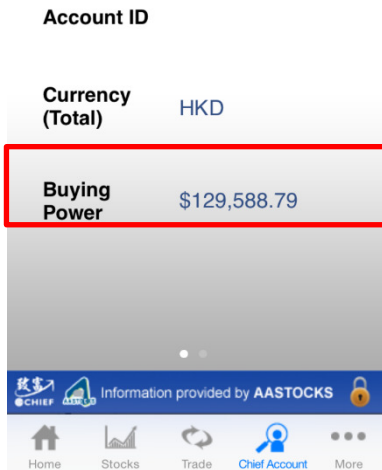 Account ID
Currency
(Total)
HKD
Buying
Power
$129,588.79
致富
CHIEF
AASTOCKS
Information provided by AASTOCKS
Home
Stocks
Trade
Chief Account
More